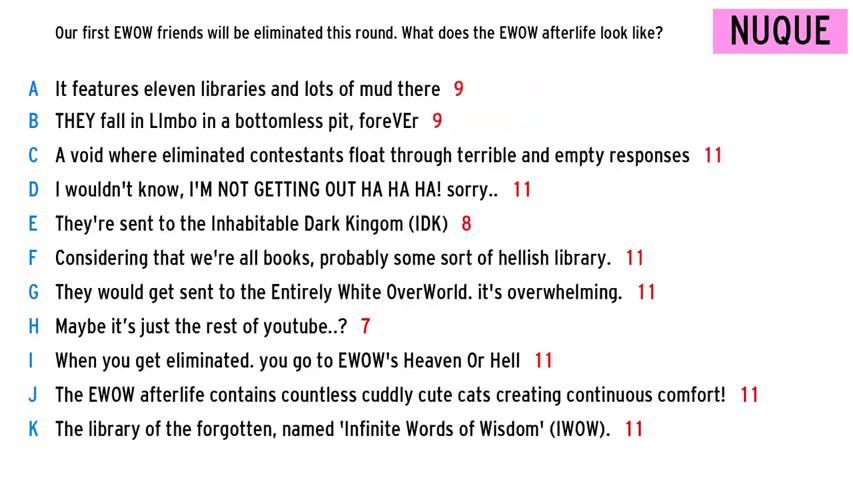 Our first EWOW friends will be eliminated this round. What does the EWOW afterlife look like?
NUQUE
A It features eleven libraries and lots of mud there 9
B THEY fall in LImbo in a bottomless pit, foreVEr 9
C A void where eliminated contestants float through terrible and empty responses 11
D I wouldn't know, I'M NOT GETTING OUT HA HA HA! sorry.. 11
E They're sent to the Inhabitable Dark Kingom (IDK) 8
F Considering that we're all books, probably some sort of hellish library. 11
G They would get sent to the Entirely White OverWorld. it's overwhelming. 11
H Maybe it’s just the rest of youtube..? 7
I When you get eliminated. you go to EWOW's Heaven Or Hell 11
J The EWOW afterlife contains countless cuddly cute cats creating continuous comfort! 11
K The library of the forgotten, named 'Infinite Words of Wisdom' (IWOW). 11